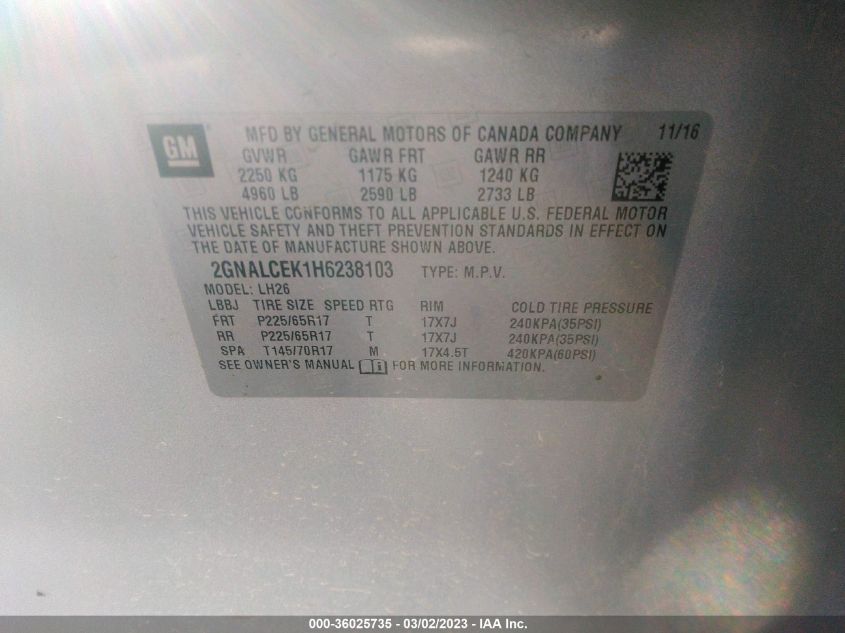 GM
MFD BY GENERAL MOTORS OF CANADA COMPANY 11/16
GVWR GAWR FRT GAWR RR
2250 KG 1175 KG 1240 KG
4960 LB 2590 LB 2733 LB
THIS VEHICLE CONFORMS TO ALL APPLICABLE U.S. FEDERAL MOTOR
VEHICLE SAFETY AND THEFT PREVENTION STANDARDS IN EFFECT ON
THE DATE OF MANUFACTURE SHOWN ABOVE.
2GNALCEK1H6238103 TYPE: M.P.V.
MODEL: LH26
LBBJ TIRE SIZE SPEED RTG RIM COLD TIRE PRESSURE
FRT P225/65R17 T 17X7J 240KPA(35PSI)
RR P225/65R17 T 17X7J 240KPA(35PSI)
SPA T145/70R17 M 17X4.5T 420KPA(60PSI)
SEE OWNER'S MANUAL FOR MORE INFORMATION.
000-36025735 - 03/02/2023 - IAA Inc.